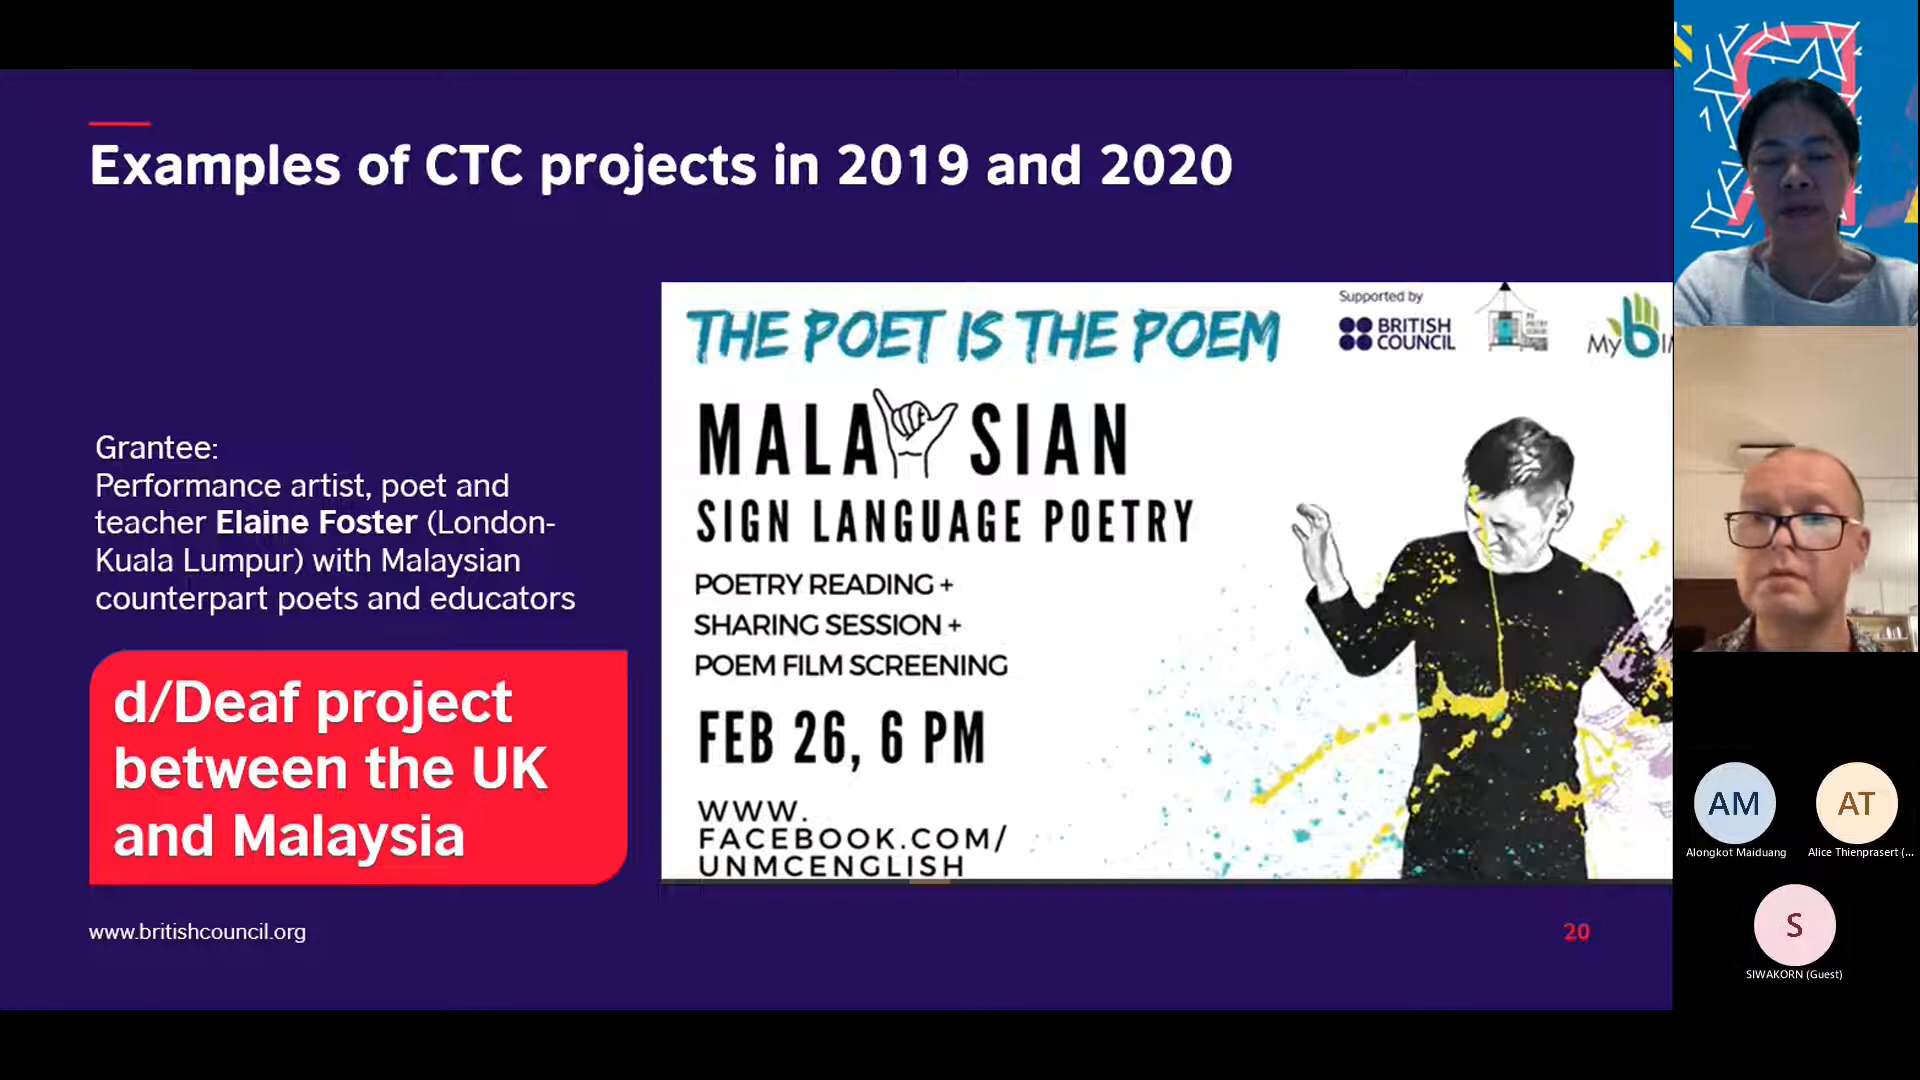 Examples of CTC projects in 2019 and 2020
Grantee:
Performance artist, poet and
teacher Elaine Foster (London-
Kuala Lumpur) with Malaysian
counterpart poets and educators
d/Deaf project
between the UK
and Malaysia
www.britishcouncil.org
20
THE POET IS THE POEM
Supported by
BRITISH
COUNCIL
My
MALAYSIAN
SIGN LANGUAGE POETRY
POETRY READING +
SHARING SESSION +
POEM FILM SCREENING
FEB 26, 6 PM
WWW.
FACEBOOK.COM/
UNMCENGLISH
AM
Alongkot Maiduang
AT
Alice Thienprasert (...
S
SIWAKORN (Guest)